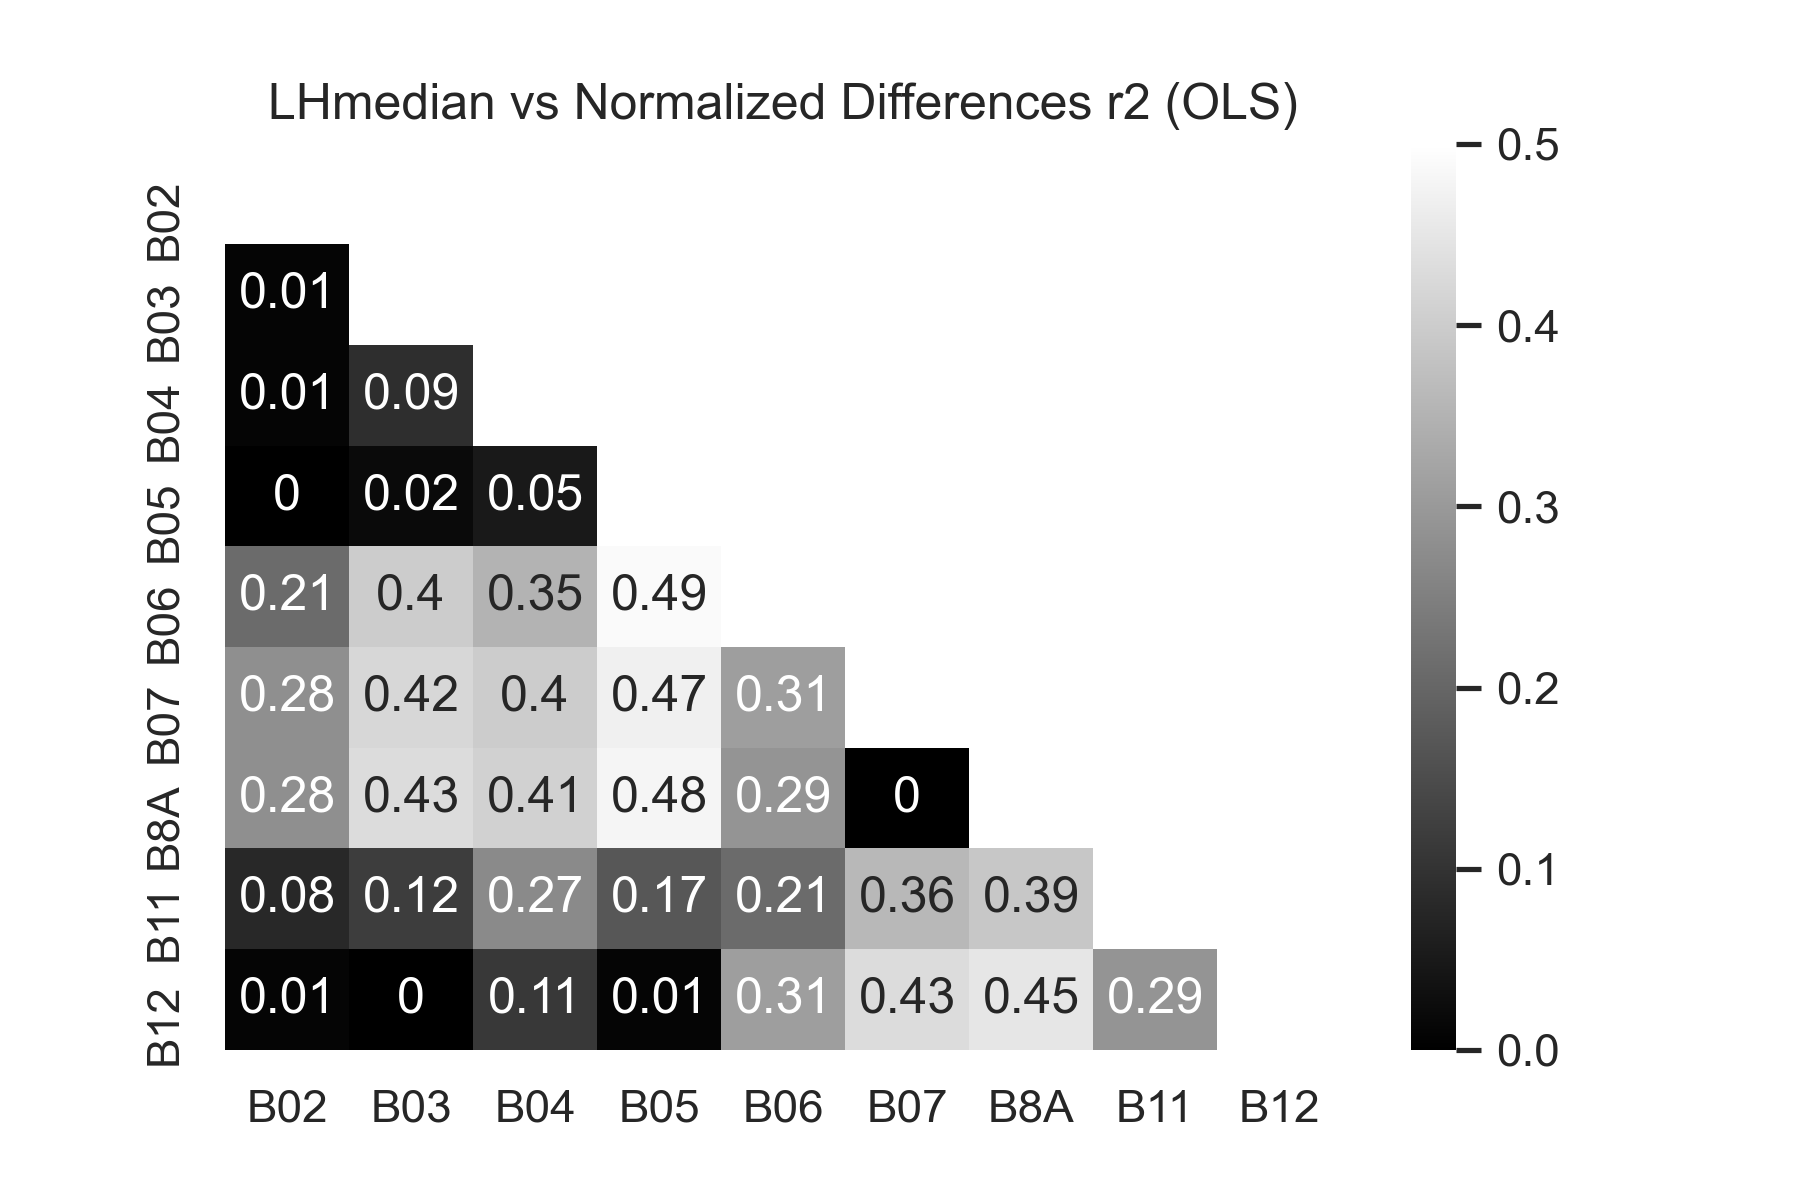 LHmedian vs Normalized Differences r2 (OLS)
0.5
B02
B03 0.01
0.4
B04 0.01 0.09
B05 0 0.02 0.05
0.3
B06 0.21 0.4 0.35 0.49
B07 0.28 0.42 0.4 0.47 0.31
0.2
B8A 0.28 0.43 0.41 0.48 0.29 0
B11 0.08 0.12 0.27 0.17 0.21 0.36 0.39
0.1
B12 0.01 0 0.11 0.01 0.31 0.43 0.45 0.29
0.0
B02 B03 B04 B05 B06 B07 B8A B11 B12